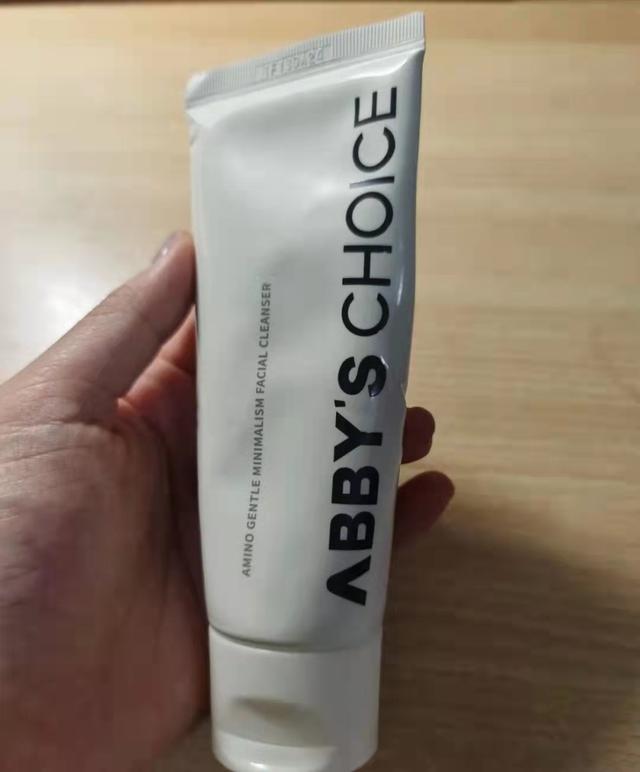 ABBY'S CHOICE
AMINO GENTLE MINIMALISM FACIAL CLEANSER